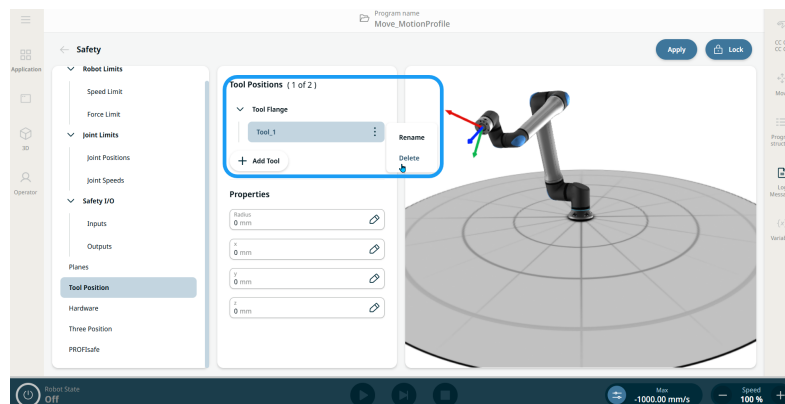 Program name
Move_MotionProfile
Safety
Apply
Lock
Application
3D
Operator
Robot Limits
Speed Limit
Force Limit
Joint Limits
Joint Positions
Joint Speeds
Safety I/O
Inputs
Outputs
Planes
Tool Position
Hardware
Three Position
PROFIsafe
Tool Positions ( 1 of 2 )
Tool Flange
Tool_1
Rename
Delete
+ Add Tool
Properties
Radius
0 mm
x
0 mm
y
0 mm
z
0 mm
Robot State
Off
Max
-1000.00 mm/s
Speed
100 %